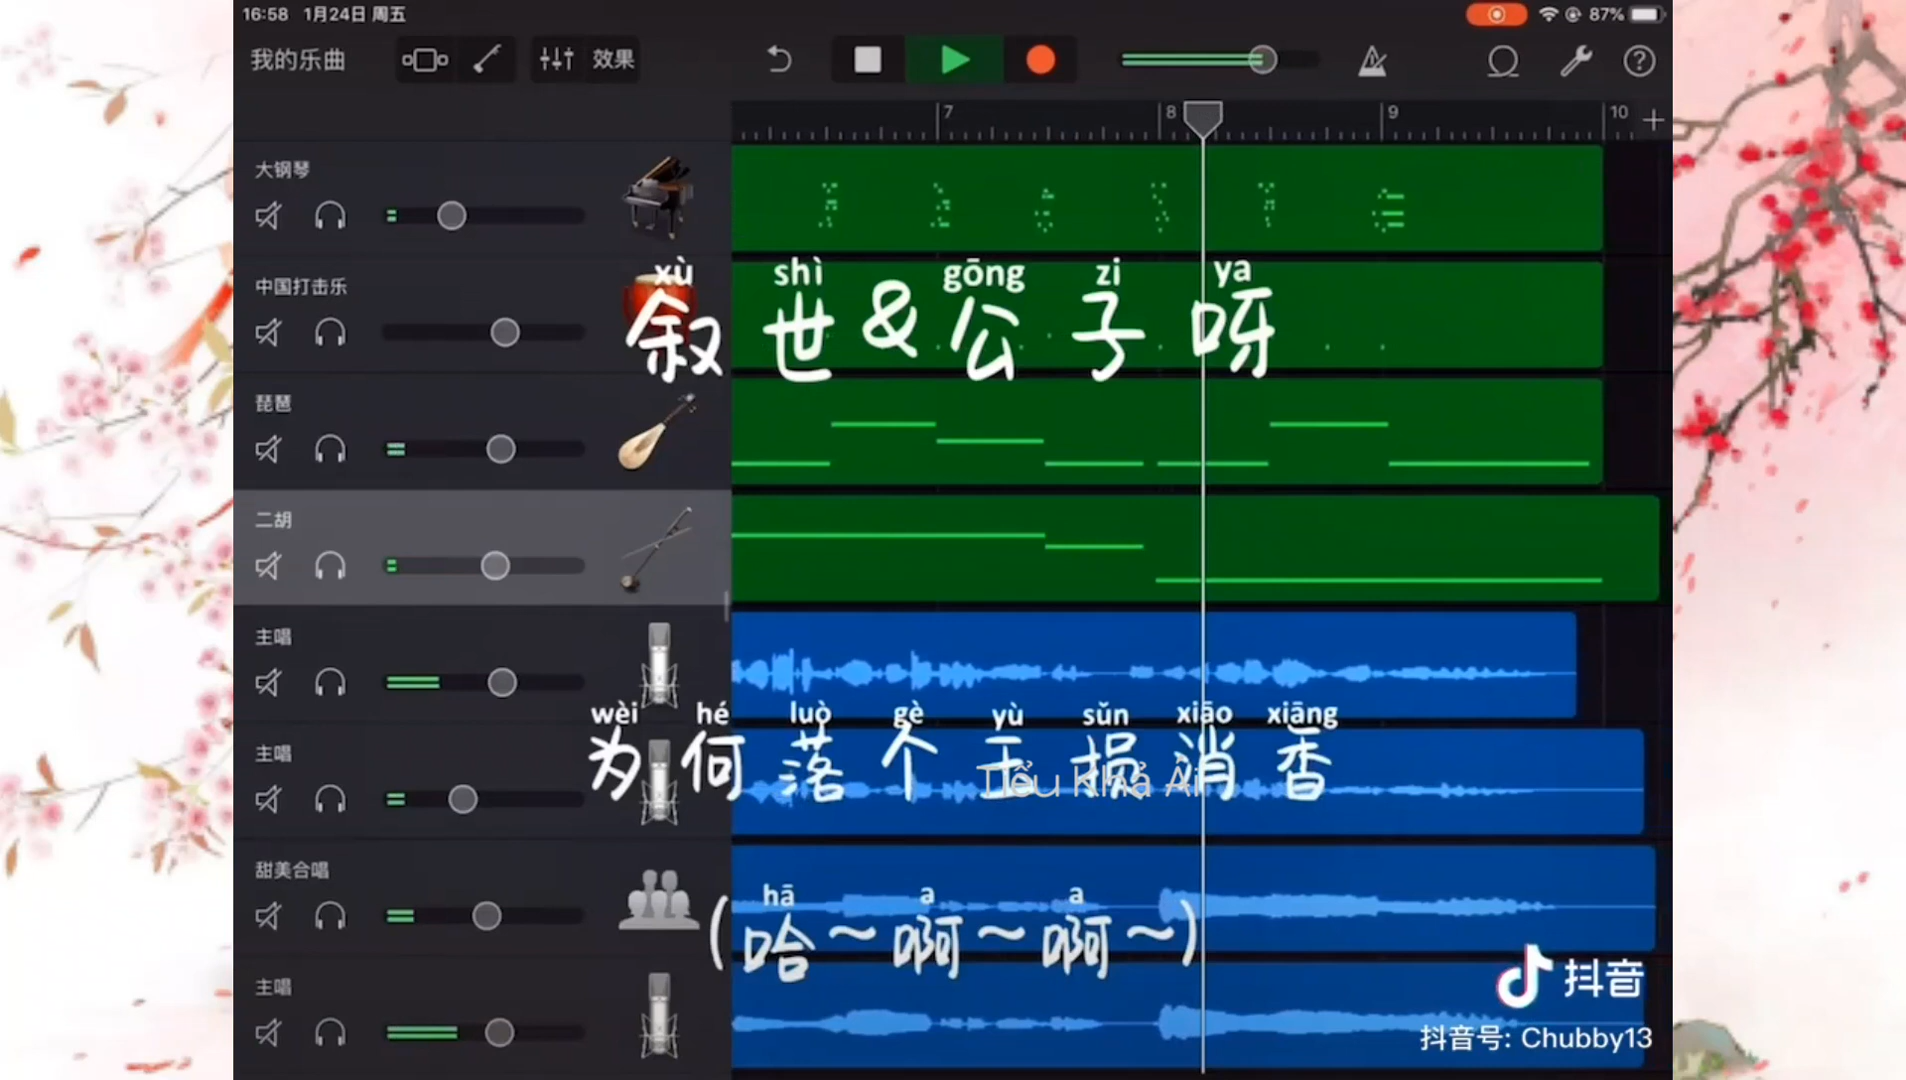 16:58 1月24日 周五 87%
我的乐曲 效果
7 8 9 10
大钢琴
中国打击乐
xù shì gōng zi ya
叙世&公子呀
琵琶
二胡
主唱
wèi hé luò gè yù sǔn xiāo xiāng
为何落个玉损消香
主唱
Tiểu Khả Ái
甜美合唱
hā a a
(哈~啊~啊~)
主唱
抖音
抖音号: Chubby13